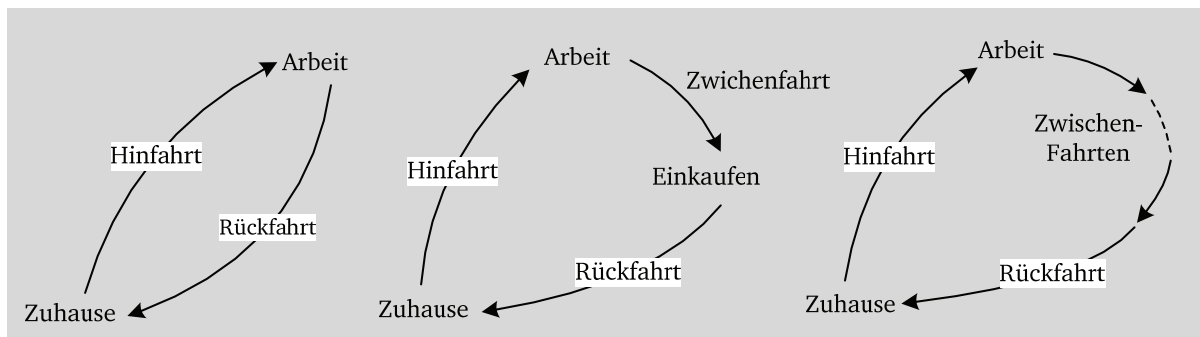 Arbeit
Hinfahrt
Rückfahrt
Zuhause
Arbeit
Zwichenfahrt
Hinfahrt
Einkaufen
Rückfahrt
Zuhause
Arbeit
Zwischen-
Fahrten
Hinfahrt
Rückfahrt
Zuhause